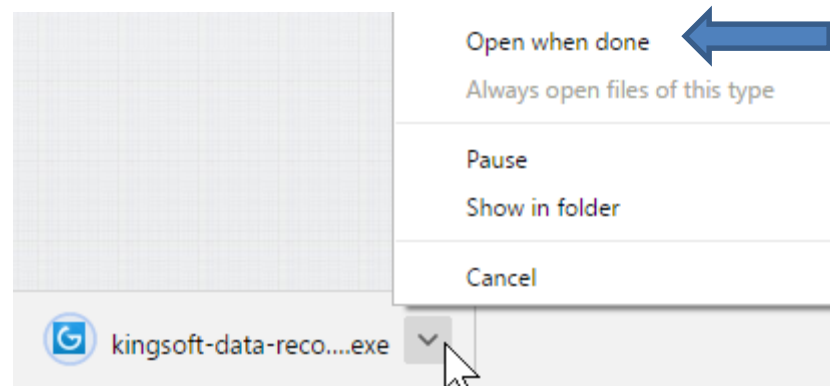 Open when done
Always open files of this type
Pause
Show in folder
Cancel
kingsoft-data-reco....exe